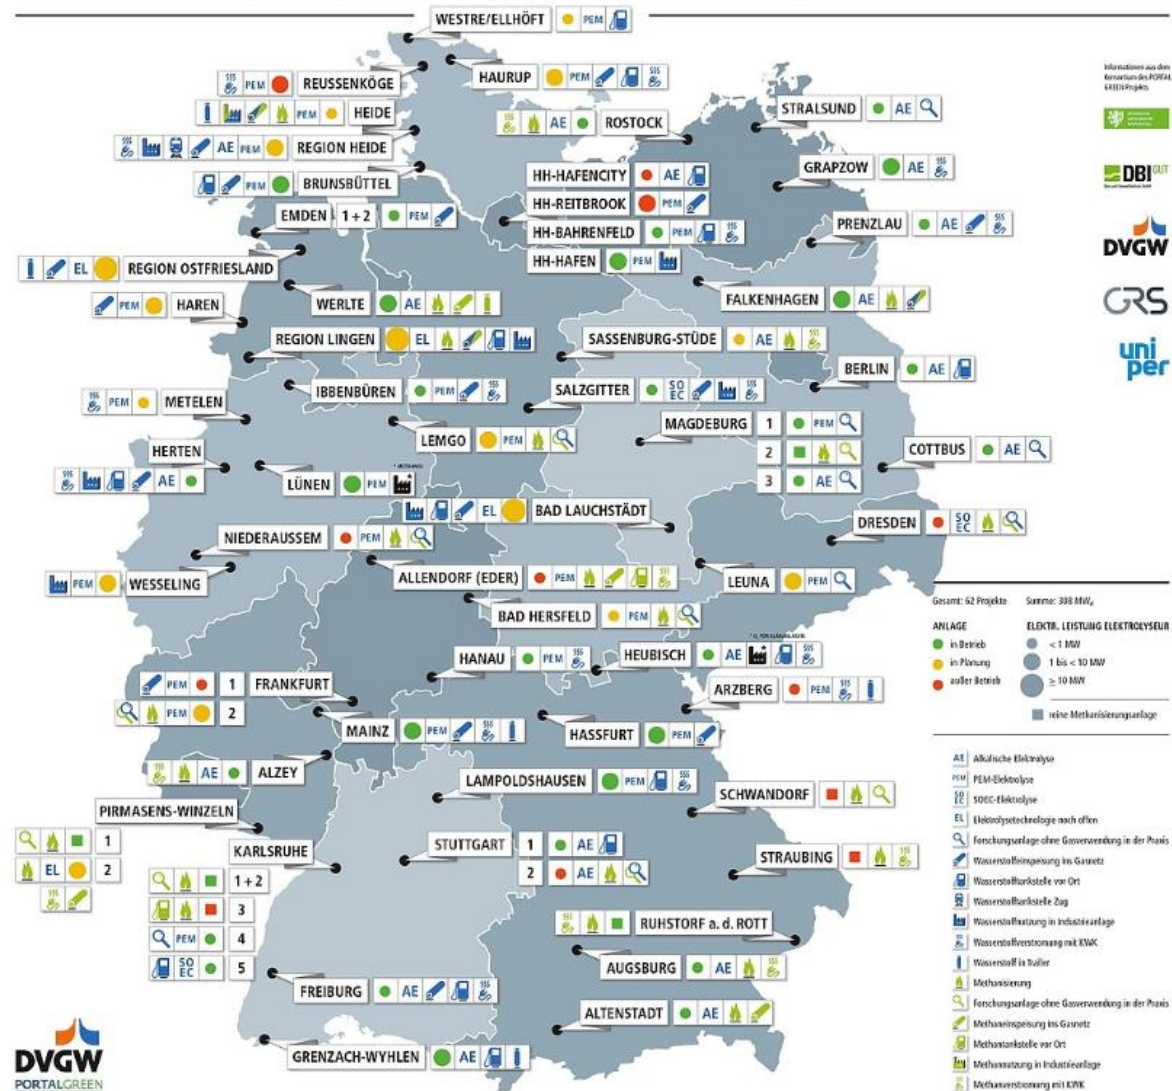 WESTRE/ELLHÖFT PEM
REUSSENKÖGE PEM
HAURUP PEM
Informationen aus dem
Konsortium des PORTAL
GREEN Projekts
HEIDE PEM
STRALSUND AE
ROSTOCK AE
REGION HEIDE AE PEM
BRUNSBÜTTEL PEM
HH-HAFENCITY AE
GRAPZOW AE
DBI GUT
HH-REITBROOK PEM
EMDEN 1 + 2 PEM
HH-BAHRENFELD PEM
PRENZLAU AE
DVGW
HH-HAFEN PEM
REGION OSTFRIESLAND EL
HAREN PEM
WERLTE AE
FALKENHAGEN AE
GRS
REGION LINGEN EL
SASSENBURG-STÜDE AE
uni
per
BERLIN AE
IBBENBÜREN PEM
SALZGITTER SO EC
METELEN PEM
LEMGO PEM
MAGDEBURG 1 PEM
2
3 AE
HERTEN AE
COTTBUS AE
LÜNEN PEM
BAD LAUCHSTÄDT EL
DRESDEN SO EC
NIEDERAUSSEM PEM
WESSELING PEM
ALLENDORF (EDER) PEM
LEUNA PEM
BAD HERSFELD PEM
Gesamt: 62 Projekte Summe: 308 MWel
ANLAGE ELEKTR. LEISTUNG ELEKTROLYSEUR
in Betrieb < 1 MW
in Planung 1 bis < 10 MW
außer Betrieb ≥ 10 MW
reine Methanisierungsanlage
HANAU PEM
HEUBISCH AE
FRANKFURT 1 PEM
2 PEM
ARZBERG PEM
MAINZ PEM
HASSFURT PEM
ALZEY AE
LAMPOLDSHAUSEN PEM
SCHWANDORF
PIRMASENS-WINZELN
1
2 EL
KARLSRUHE
1 + 2
3
4 PEM
5 SO EC
STUTTGART 1 AE
2 AE
STRAUBING
RUHSTORF a. d. ROTT
AUGSBURG AE
FREIBURG AE
ALTENSTADT AE
GRENZACH-WYHLEN AE
AE Alkalische Elektrolyse
PEM PEM-Elektrolyse
SO EC SOEC-Elektrolyse
EL Elektrolysetechnologie noch offen
Forschungsanlage ohne Gasverwendung in der Praxis
Wasserstoffeinspeisung ins Gasnetz
Wasserstofftankstelle vor Ort
Wasserstofftankstelle Zug
Wasserstoffnutzung in Industrieanlage
Wasserstoffverstromung mit KWK
Wasserstoff in Trailer
Methanisierung
Forschungsanlage ohne Gasverwendung in der Praxis
Methaneinspeisung ins Gasnetz
Methantankstelle vor Ort
Methannutzung in Industrieanlage
Methanverstromung mit KWK
DVGW
PORTALGREEN